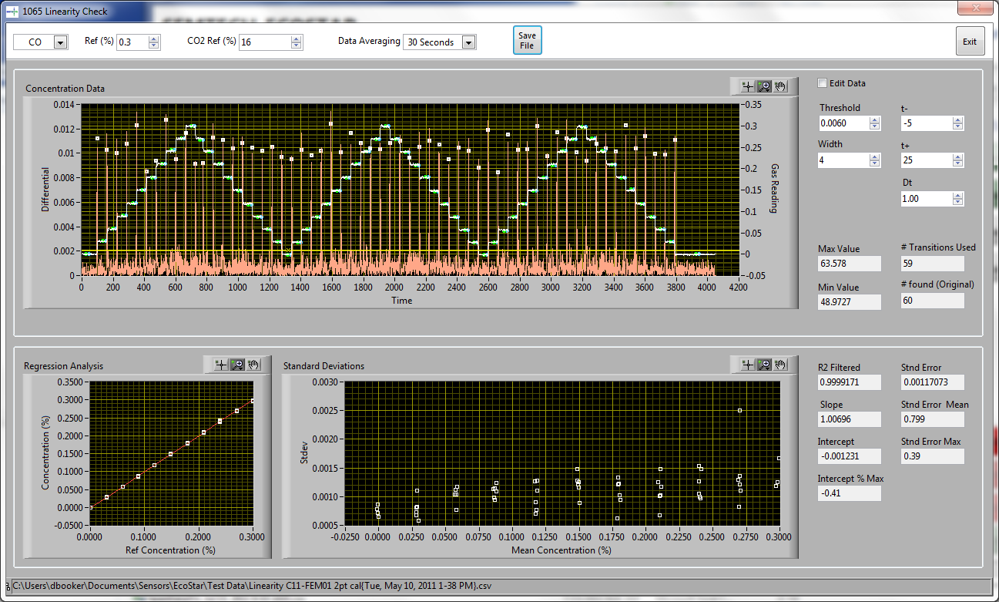 1065 Linearity Check
CO Ref (%) 0.3 CO2 Ref (%) 16 Data Averaging 30 Seconds Save File Exit
Concentration Data
0.014
0.012
0.01
0.008
0.006
0.004
0.002
0
Differential
-0.35
-0.3
-0.25
-0.2
-0.15
-0.1
-0.05
-0
--0.05
Gas Reading
0 200 400 600 800 1000 1200 1400 1600 1800 2000 2200 2400 2600 2800 3000 3200 3400 3600 3800 4000 4200
Time
Edit Data
Threshold t-
0.0060 -5
Width t+
4 25
Dt
1.00
Max Value # Transitions Used
63.578 59
Min Value # found (Original)
48.9727 60
Regression Analysis
0.3500
0.3000
0.2500
0.2000
0.1500
0.1000
0.0500
0.0000
-0.0500
Concentration (%)
0.0000 0.1000 0.2000 0.3000
Ref Concentration (%)
Standard Deviations
0.0030
0.0025
0.0020
0.0015
0.0010
0.0005
Stdev
-0.0250 0.0000 0.0250 0.0500 0.0750 0.1000 0.1250 0.1500 0.1750 0.2000 0.2250 0.2500 0.2750 0.3000
Mean Concentration (%)
R2 Filtered Stnd Error
0.9999171 0.00117073
Slope Stnd Error Mean
1.00696 0.799
Intercept Stnd Error Max
-0.001231 0.39
Intercept % Max
-0.41
C:\Users\dbooker\Documents\Sensors\EcoStar\Test Data\Linearity C11-FEM01 2pt cal{Tue, May 10, 2011 1-38 PM}.csv